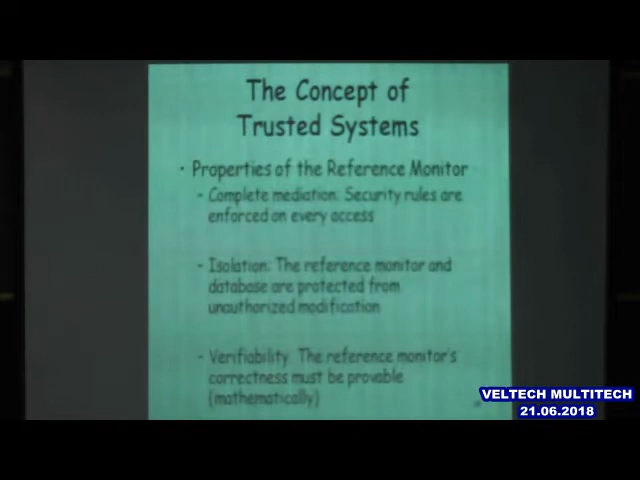 The Concept of
Trusted Systems
• Properties of the Reference Monitor
– Complete mediation: Security rules are
enforced on every access
– Isolation: The reference monitor and
database are protected from
unauthorized modification
– Verifiability: The reference monitor's
correctness must be provable
(mathematically)
VELTECH MULTITECH
21.06.2018